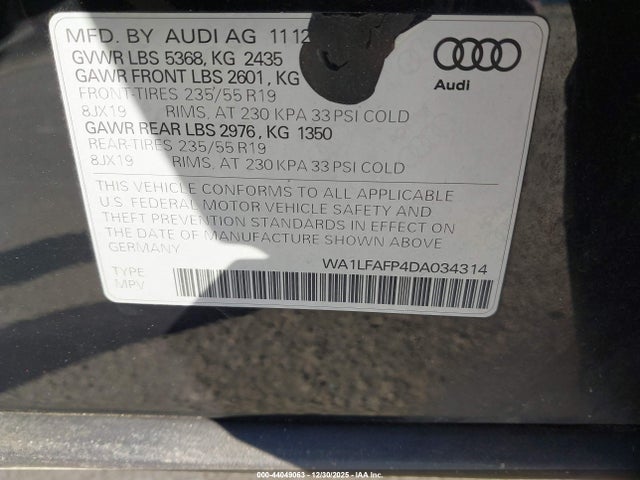 MFD. BY AUDI AG 1112
GVWR LBS 5368, KG 2435
GAWR FRONT LBS 2601, KG
FRONT-TIRES 235/55 R19
8JX19 RIMS, AT 230 KPA 33 PSI COLD
GAWR REAR LBS 2976, KG 1350
REAR-TIRES 235/55 R19
8JX19 RIMS, AT 230 KPA 33 PSI COLD
Audi
THIS VEHICLE CONFORMS TO ALL APPLICABLE
U.S. FEDERAL MOTOR VEHICLE SAFETY AND
THEFT PREVENTION STANDARDS IN EFFECT ON
THE DATE OF MANUFACTURE SHOWN ABOVE
GERMANY
WA1LFAFP4DA034314
TYPE
MPV
© 2025 - 44049063 - 12/30/2025 - IAA, Inc.